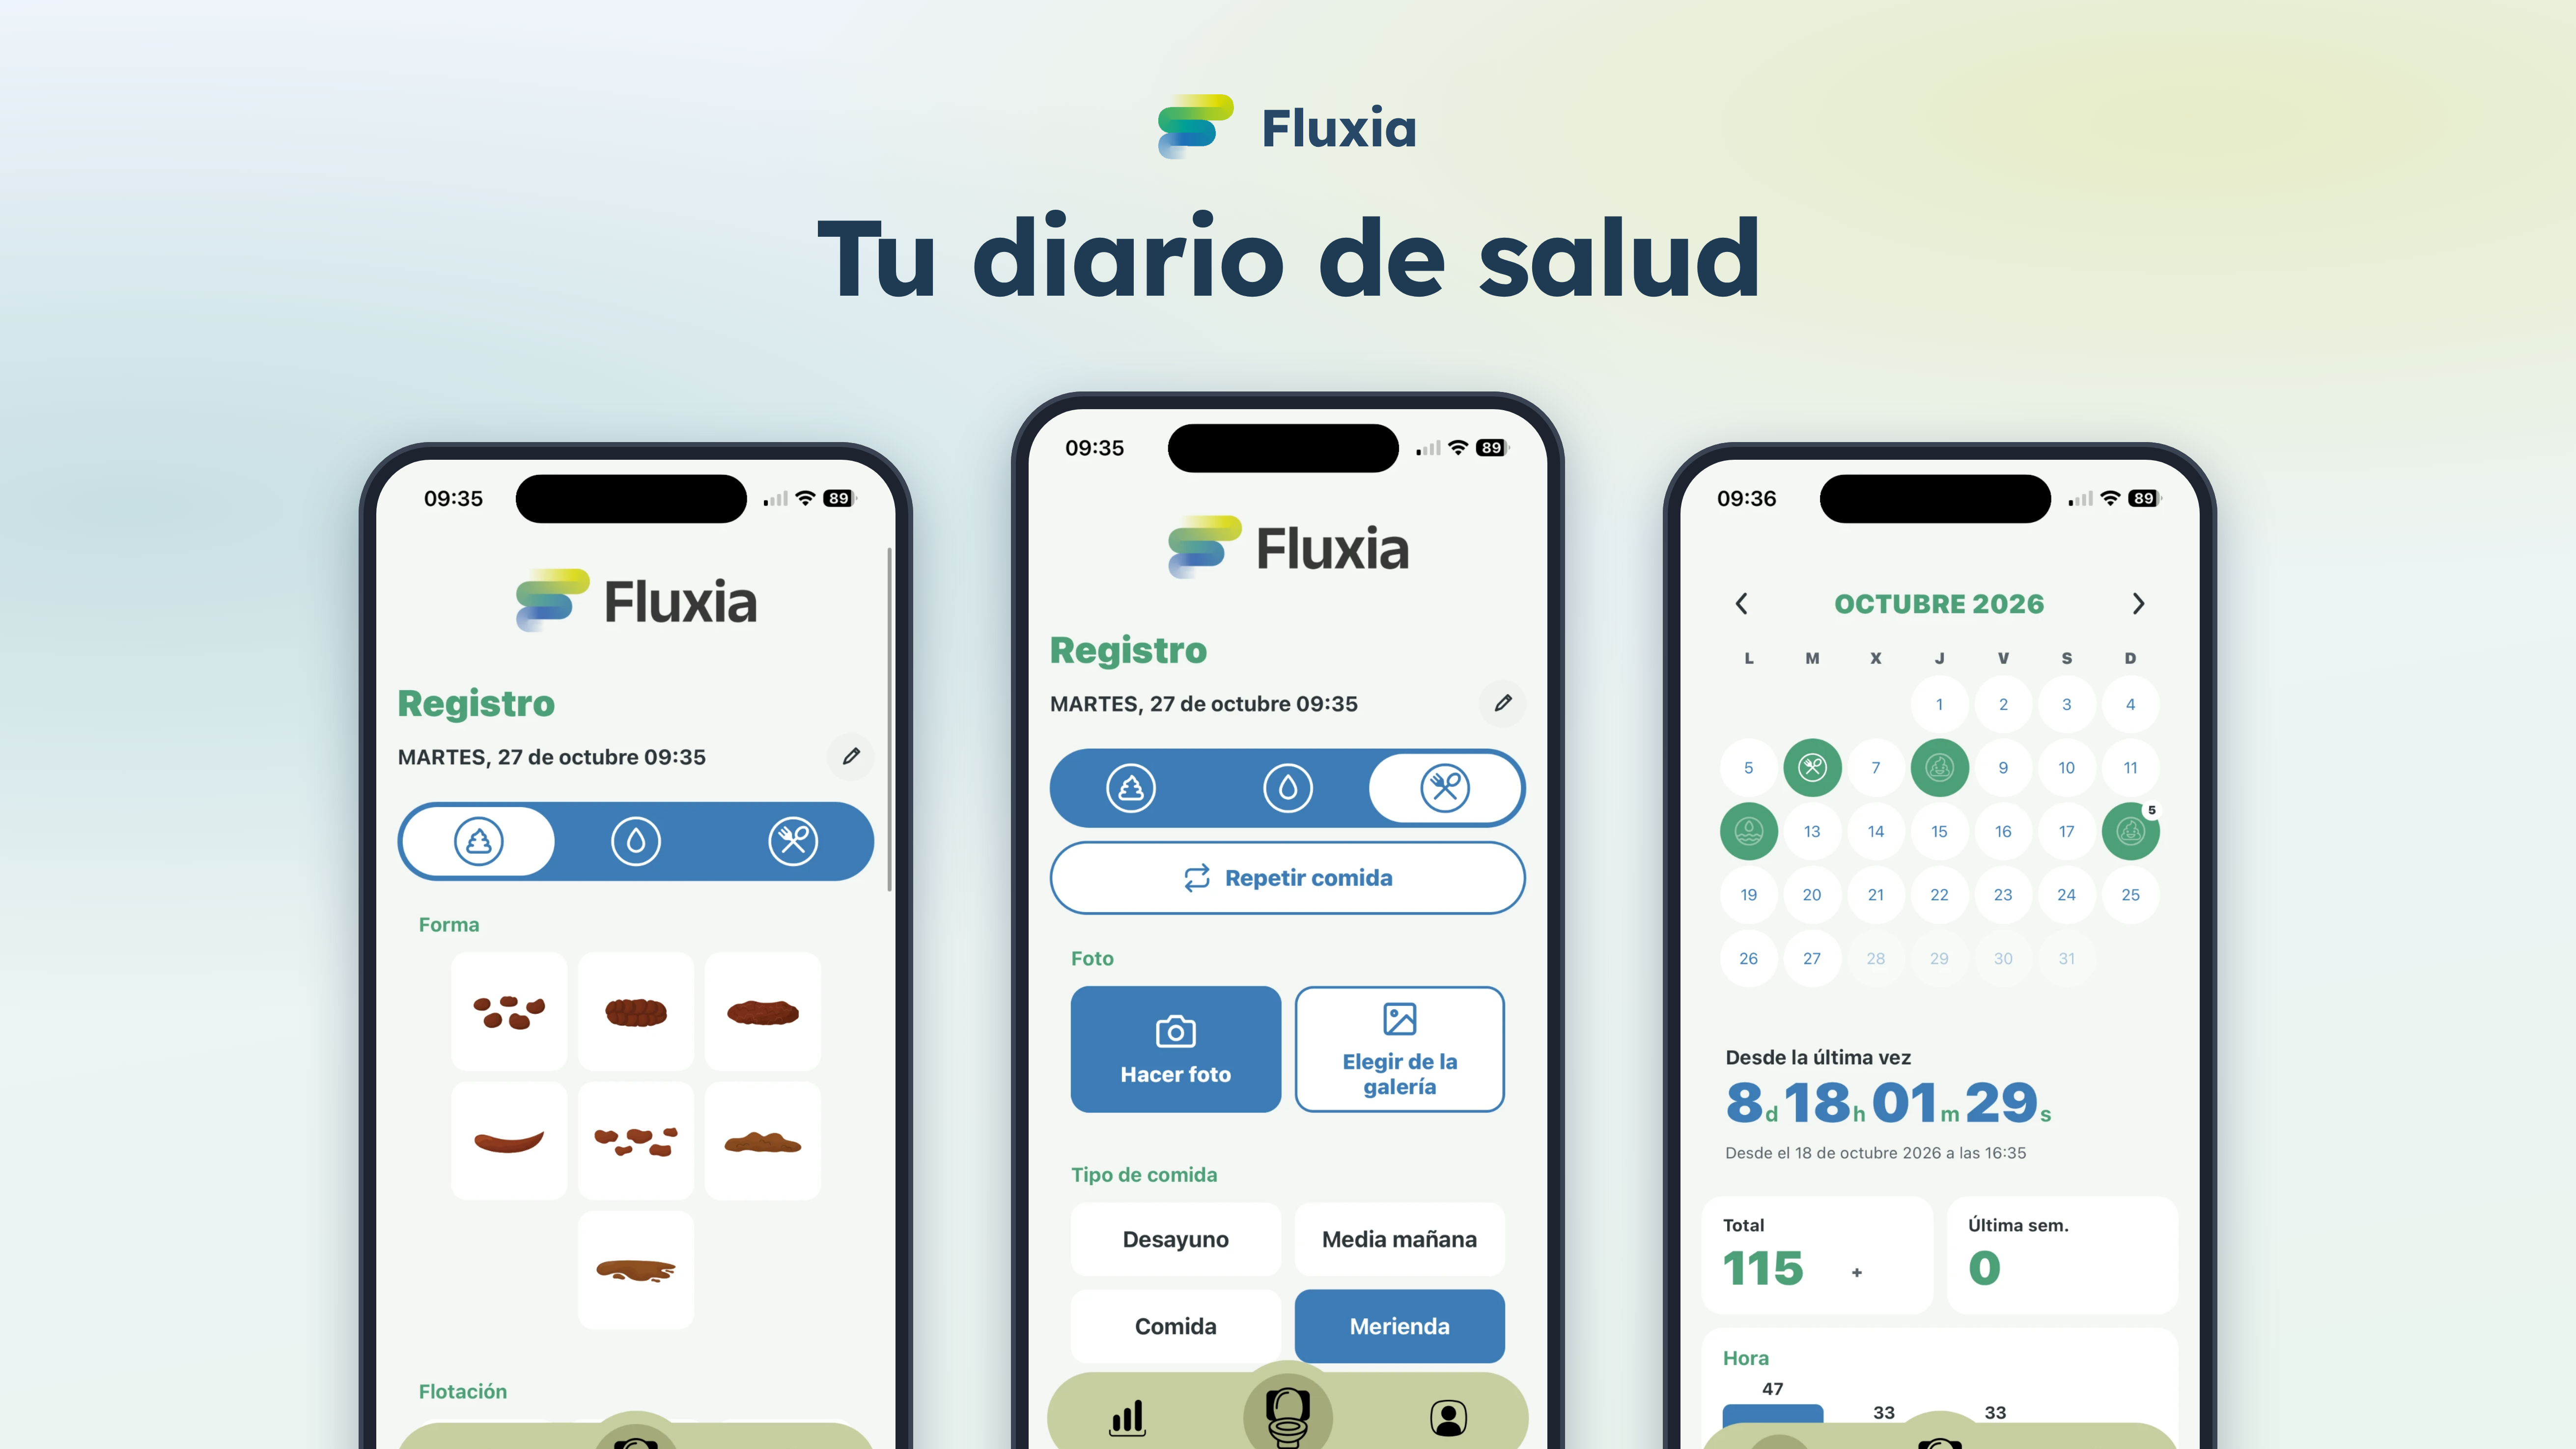 Fluxia
Tu diario de salud
09:35
89
Fluxia
Registro
MARTES, 27 de octubre 09:35
Forma
Flotación
09:35
89
Fluxia
Registro
MARTES, 27 de octubre 09:35
Repetir comida
Foto
Hacer foto
Elegir de la
galería
Tipo de comida
Desayuno
Media mañana
Comida
Merienda
09:36
89
OCTUBRE 2026
L M X J V S D
1 2 3 4
5 7 9 10 11
13 14 15 16 17 5
19 20 21 22 23 24 25
26 27 28 29 30 31
Desde la última vez
8d 18h 01m 29s
Desde el 18 de octubre 2026 a las 16:35
Total
115 +
Última sem.
0
Hora
47
33 33